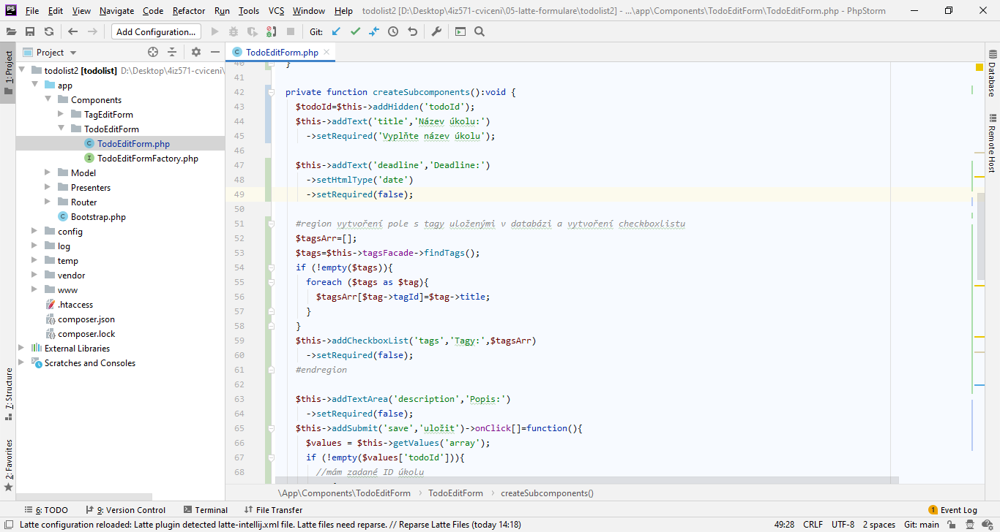 File Edit View Navigate Code Refactor Run Tools VCS Window Help todolist2 [D:\Desktop\4iz571-cviceni\05-latte-formulare\todolist2] - ...\app\Components\TodoEditForm\TodoEditForm.php - PhpStorm
Add Configuration... Git:
Project TodoEditForm.php
1: Project
7: Structure
2: Favorites
Database
Remote Host
todolist2 [todolist] D:\Desktop\4iz571-cviceni\
app
Components
TagEditForm
TodoEditForm
TodoEditForm.php
TodoEditFormFactory.php
Model
Presenters
Router
Bootstrap.php
config
log
temp
vendor
www
.htaccess
composer.json
composer.lock
External Libraries
Scratches and Consoles
40 }
41
42 private function createSubcomponents():void {
43 $todoId=$this->addHidden('todoId');
44 $this->addText('title','Název úkolu:')
45 ->setRequired('Vyplňte název úkolu');
46
47 $this->addText('deadline','Deadline:')
48 ->setHtmlType('date')
49 ->setRequired(false);
50
51 #region vytvoření pole s tagy uloženými v databázi a vytvoření checkboxlistu
52 $tagsArr=[];
53 $tags=$this->tagsFacade->findTags();
54 if (!empty($tags)){
55 foreach ($tags as $tag){
56 $tagsArr[$tag->tagId]=$tag->title;
57 }
58 }
59 $this->addCheckboxList('tags','Tagy:',$tagsArr)
60 ->setRequired(false);
61 #endregion
62
63 $this->addTextArea('description','Popis:')
64 ->setRequired(false);
65 $this->addSubmit('save','uložit')->onClick[]=function(){
66 $values = $this->getValues('array');
67 if (!empty($values['todoId'])){
68 //mám zadané ID úkolu
\App\Components\TodoEditForm › TodoEditForm › createSubcomponents()
6: TODO 9: Version Control Terminal File Transfer 1 Event Log
Latte configuration reloaded: Latte plugin detected latte-intellij.xml file. Latte files need reparse. // Reparse Latte Files (today 14:18) 49:28 CRLF UTF-8 2 spaces Git: main